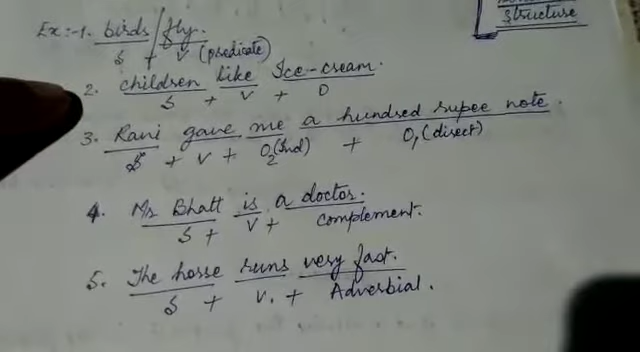 structure
Ex:-1. birds/fly.
S + V (predicate)
2. children like Ice-cream.
S + V + O
3. Rani gave me a hundred rupee note.
S + V + O2 (Ind) + O1 (direct)
4. Mr Bhatt is a doctor.
S + V + complement.
5. The horse runs very fast.
S + V. + Adverbial.